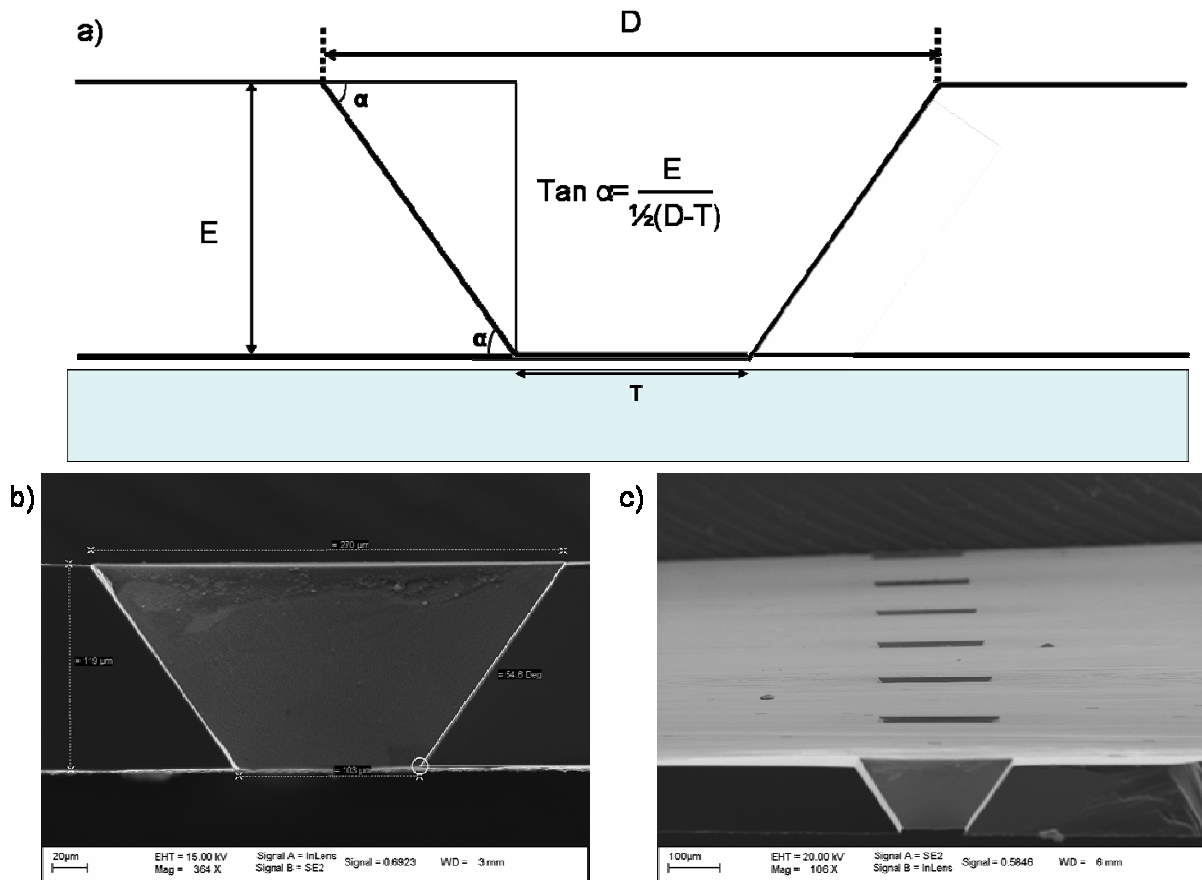 a)
D
α
E
Tan α= E
½(D-T)
α
T
b)
= 270 µm
= 119 µm
= 54.6 Deg
= 103 µm
20µm
EHT = 15.00 kV
Mag = 364 X
Signal A = InLens
Signal B = SE2
Signal = 0.6923
WD = 3 mm
c)
100µm
EHT = 20.00 kV
Mag = 106 X
Signal A = SE2
Signal B = InLens
Signal = 0.5846
WD = 6 mm